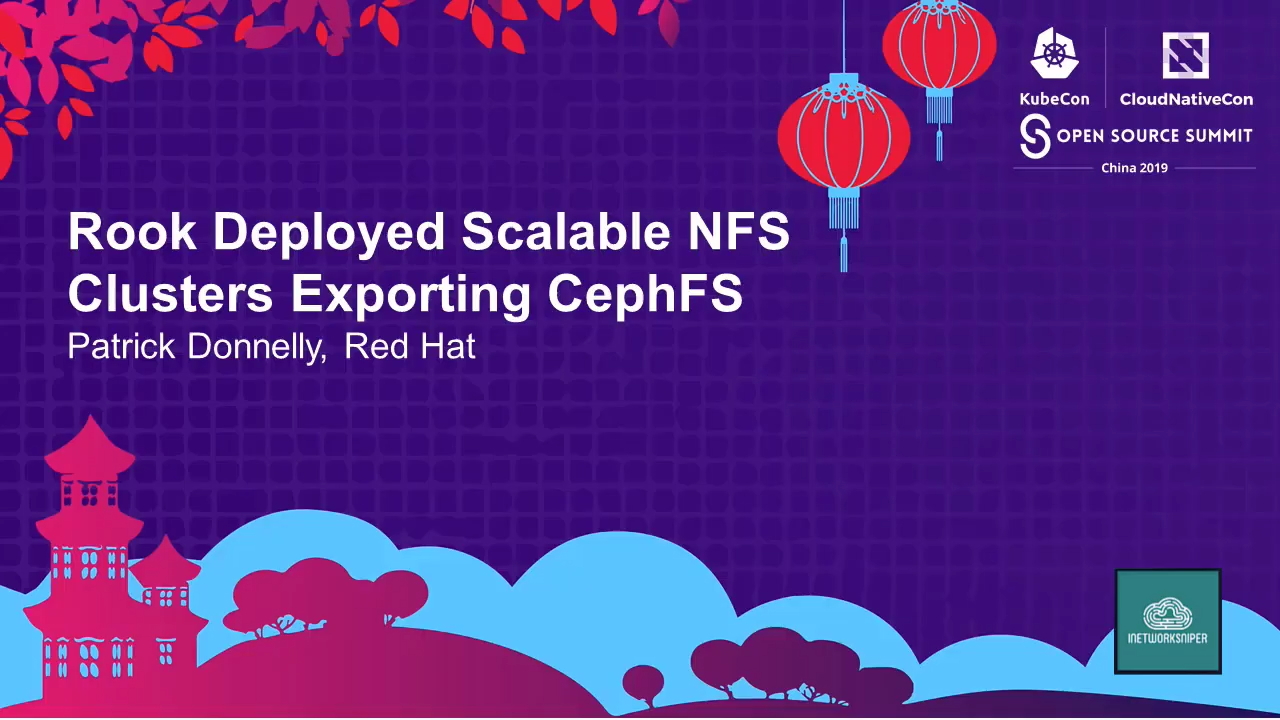 KubeCon
CloudNativeCon
OPEN SOURCE SUMMIT
China 2019
Rook Deployed Scalable NFS
Clusters Exporting CephFS
Patrick Donnelly, Red Hat
INETWORKSNIPER